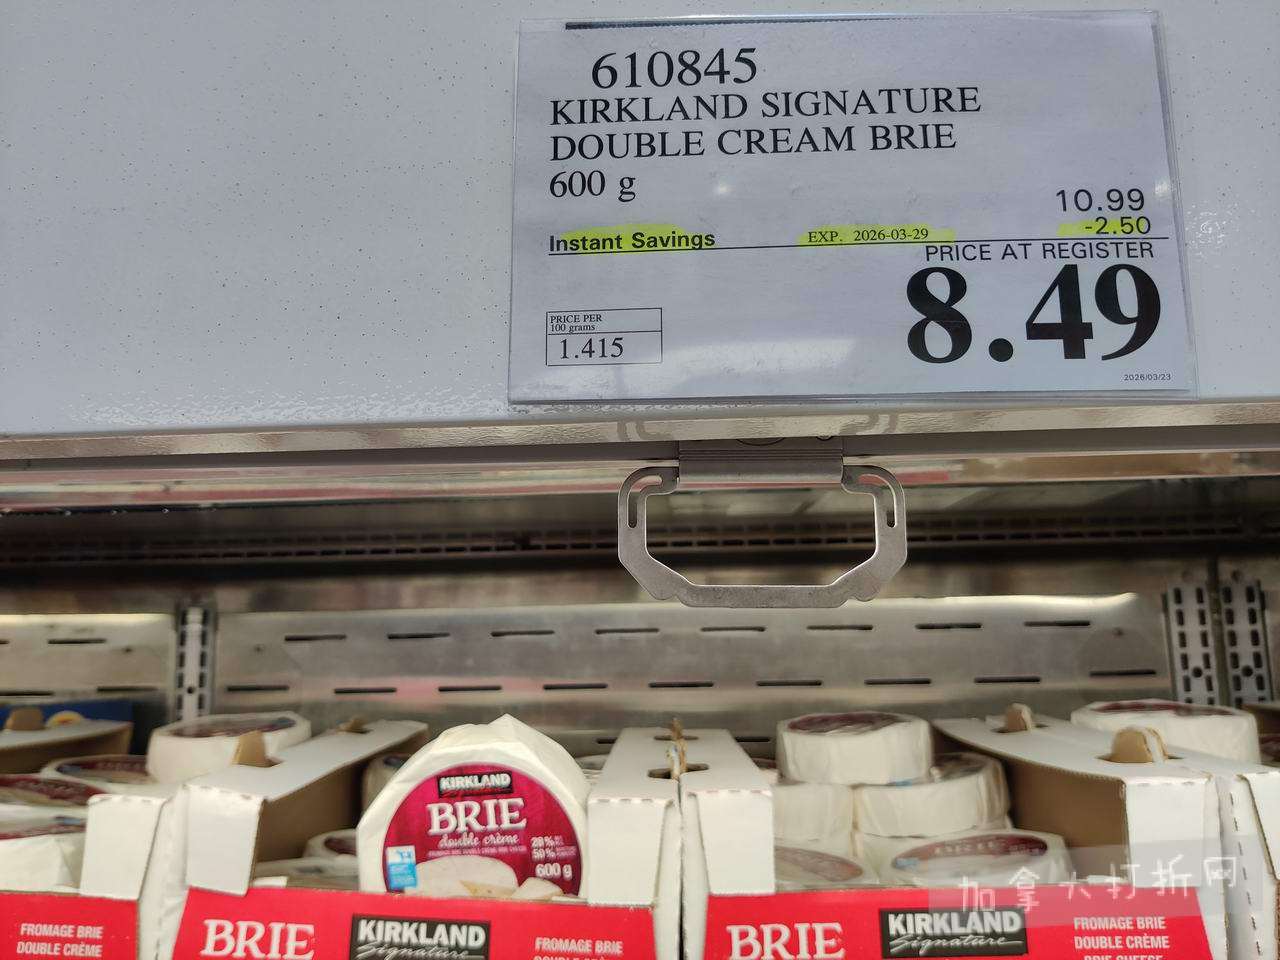 610845
KIRKLAND SIGNATURE
DOUBLE CREAM BRIE
600 g
10.99
Instant Savings EXP. 2026-03-29 -2.50
PRICE AT REGISTER
8.49
PRICE PER
100 grams
1.415
2026/03/23
KIRKLAND
BRIE
double crème
600 g
加拿大打折网
FROMAGE BRIE
DOUBLE CRÈME
BRIE
KIRKLAND
Signature
FROMAGE BRIE
BRIE
KIRKLAND
Signature
FROMAGE BRIE
DOUBLE CRÈME